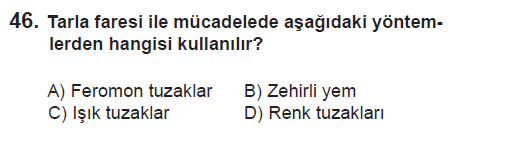 46. Tarla faresi ile mücadelede aşağıdaki yöntem-
lerden hangisi kullanılır?
A) Feromon tuzaklar B) Zehirli yem
C) Işık tuzaklar D) Renk tuzakları